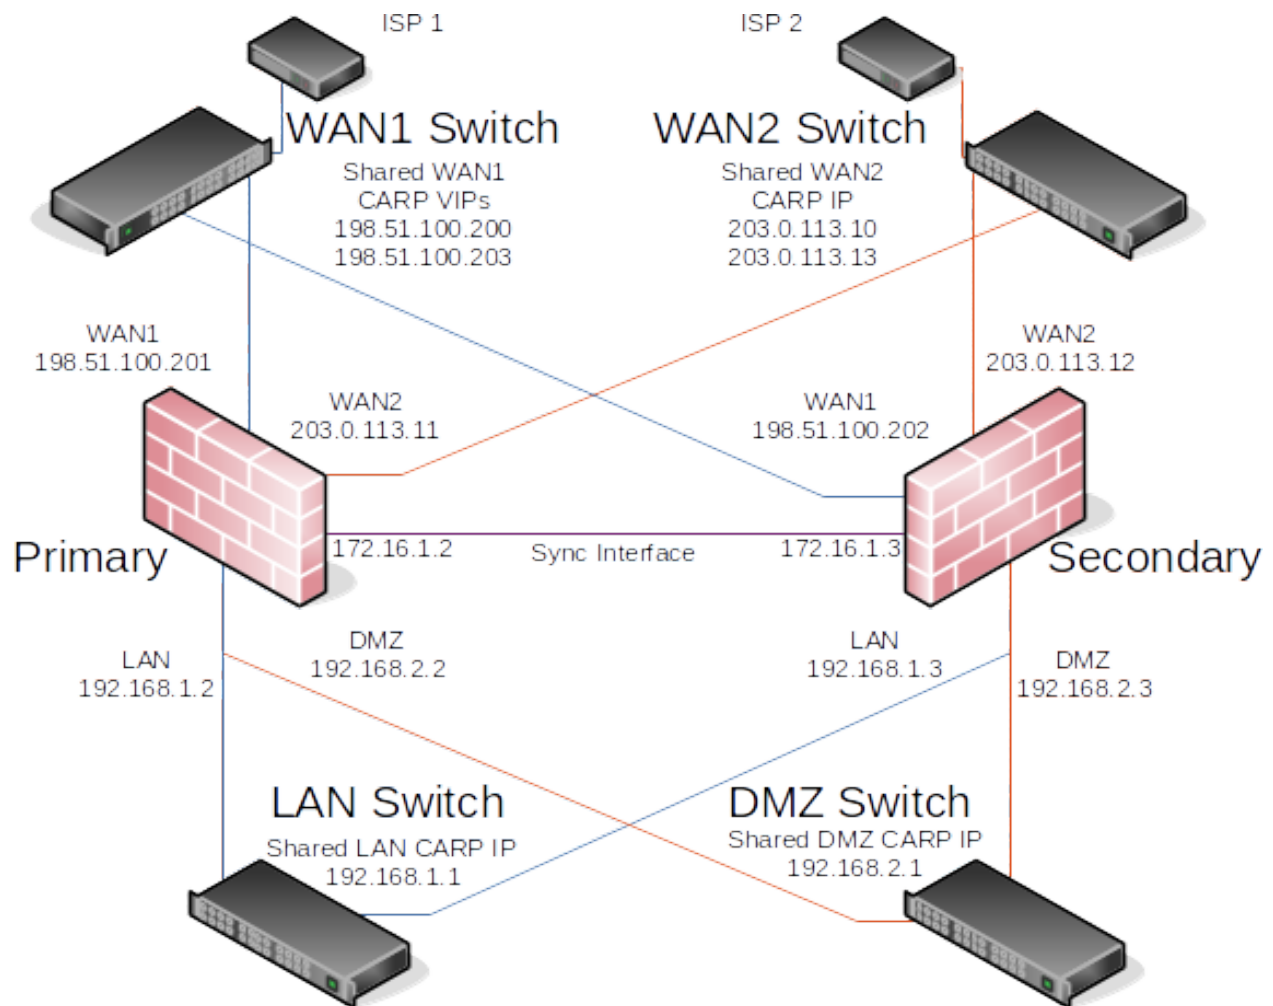 ISP 1
ISP 2
WAN1 Switch
Shared WAN1
CARP VIPs
198.51.100.200
198.51.100.203
WAN2 Switch
Shared WAN2
CARP IP
203.0.113.10
203.0.113.13
WAN1
198.51.100.201
WAN2
203.0.113.11
WAN1
198.51.100.202
WAN2
203.0.113.12
Primary
172.16.1.2
Sync Interface
172.16.1.3
Secondary
LAN
192.168.1.2
DMZ
192.168.2.2
LAN
192.168.1.3
DMZ
192.168.2.3
LAN Switch
Shared LAN CARP IP
192.168.1.1
DMZ Switch
Shared DMZ CARP IP
192.168.2.1